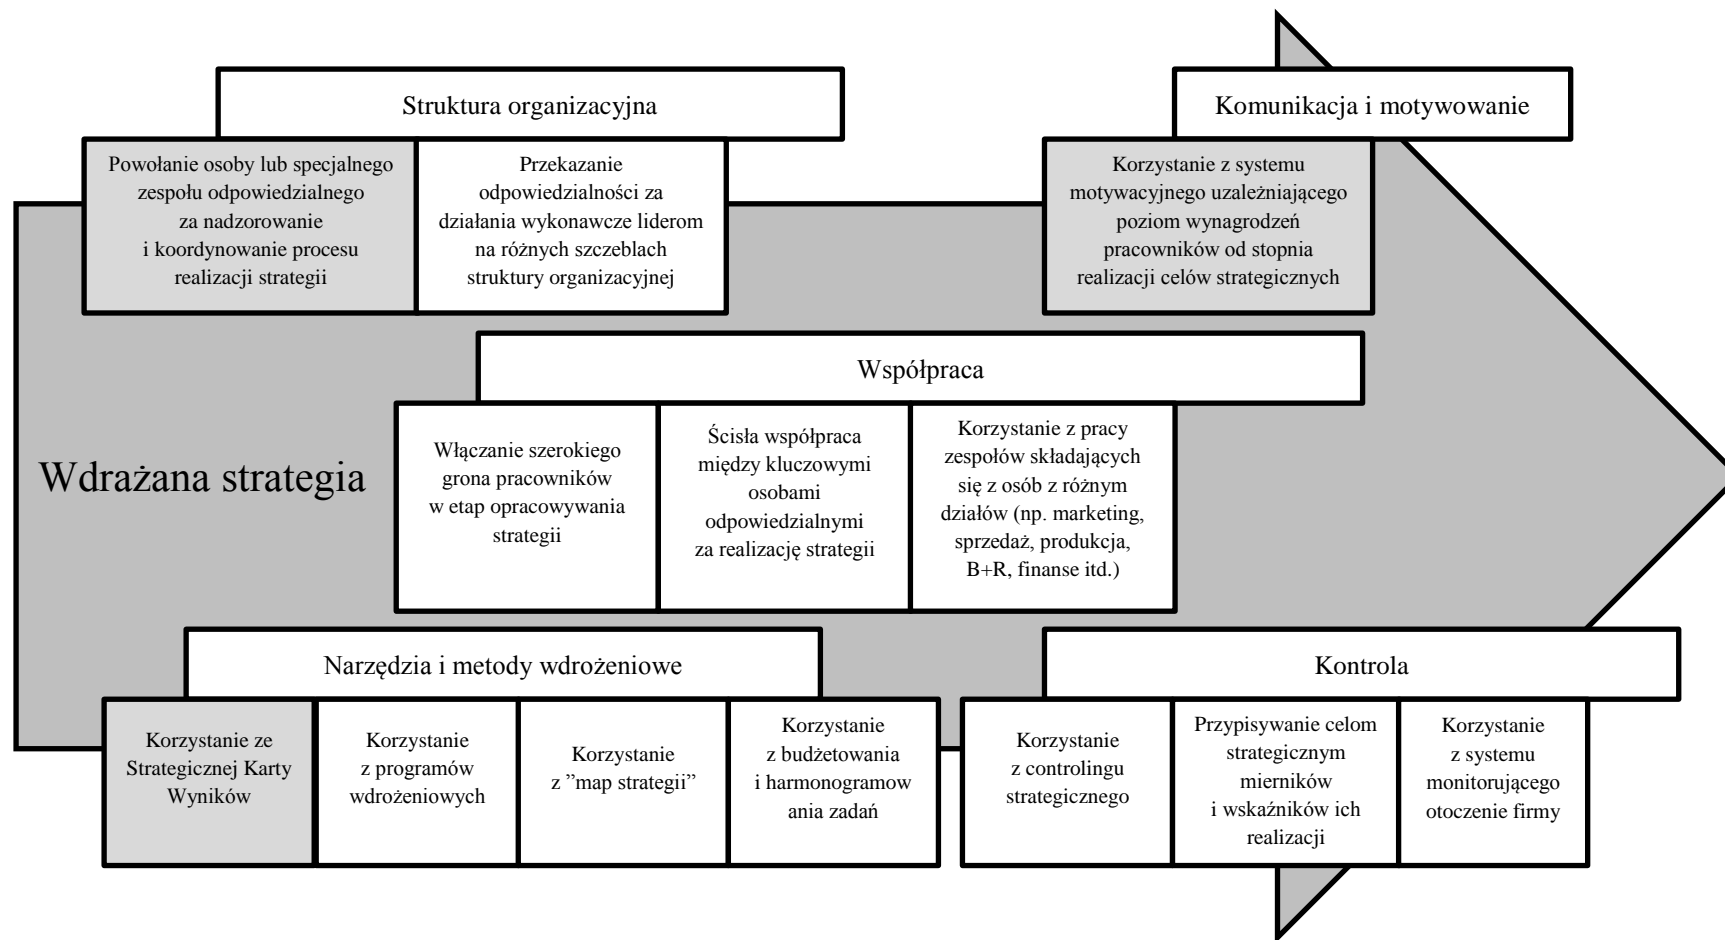 Struktura organizacyjna
Komunikacja i motywowanie
Powołanie osoby lub specjalnego
zespołu odpowiedzialnego
za nadzorowanie
i koordynowanie procesu
realizacji strategii
Przekazanie
odpowiedzialności za
działania wykonawcze liderom
na różnych szczeblach
struktury organizacyjnej
Korzystanie z systemu
motywacyjnego uzależniającego
poziom wynagrodzeń
pracowników od stopnia
realizacji celów strategicznych
Współpraca
Wdrażana strategia
Włączanie szerokiego
grona pracowników
w etap opracowywania
strategii
Ścisła współpraca
między kluczowymi
osobami
odpowiedzialnymi
za realizację strategii
Korzystanie z pracy
zespołów składających
się z osób z różnym
działów (np. marketing,
sprzedaż, produkcja,
B+R, finanse itd.)
Narzędzia i metody wdrożeniowe
Kontrola
Korzystanie ze
Strategicznej Karty
Wyników
Korzystanie
z programów
wdrożeniowych
Korzystanie
z ”map strategii”
Korzystanie
z budżetowania
i harmonogramow
ania zadań
Korzystanie
z controlingu
strategicznego
Przypisywanie celom
strategicznym
mierników
i wskaźników ich
realizacji
Korzystanie
z systemu
monitorującego
otoczenie firmy